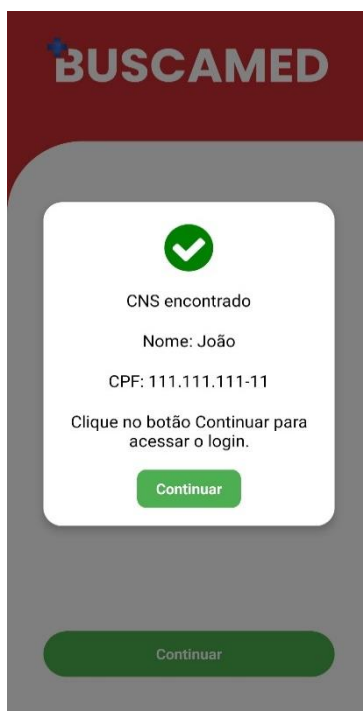 BUSCAMED
CNS encontrado
Nome: João
CPF: 111.111.111-11
Clique no botão Continuar para
acessar o login.
Continuar
Continuar